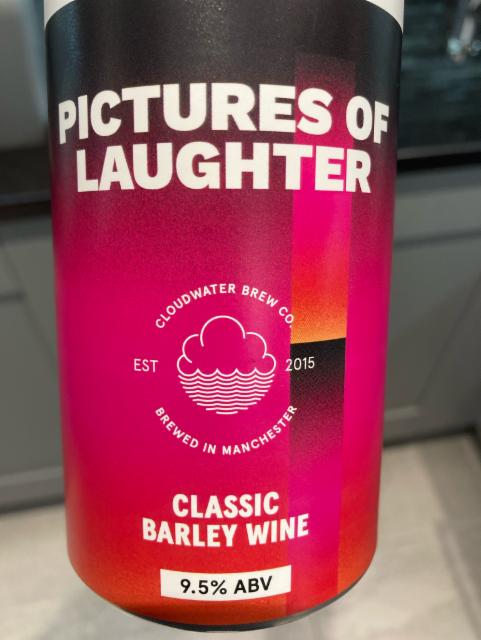 PICTURES OF
LAUGHTER
CLOUDWATER BREW CO.
EST 2015
BREWED IN MANCHESTER
CLASSIC
BARLEY WINE
9.5% ABV